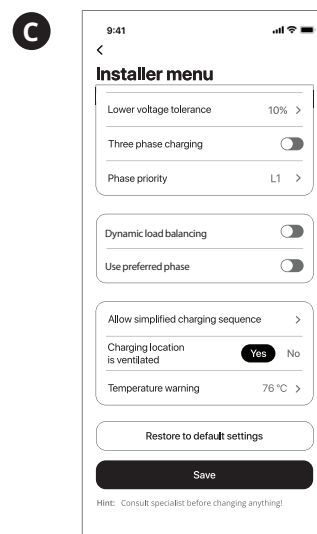 C
9:41
Installer menu
Lower voltage tolerance 10%
Three phase charging
Phase priority L1
Dynamic load balancing
Use preferred phase
Allow simplified charging sequence
Charging location
is ventilated Yes No
Temperature warning 76 °C
Restore to default settings
Save
Hint: Consult specialist before changing anything!